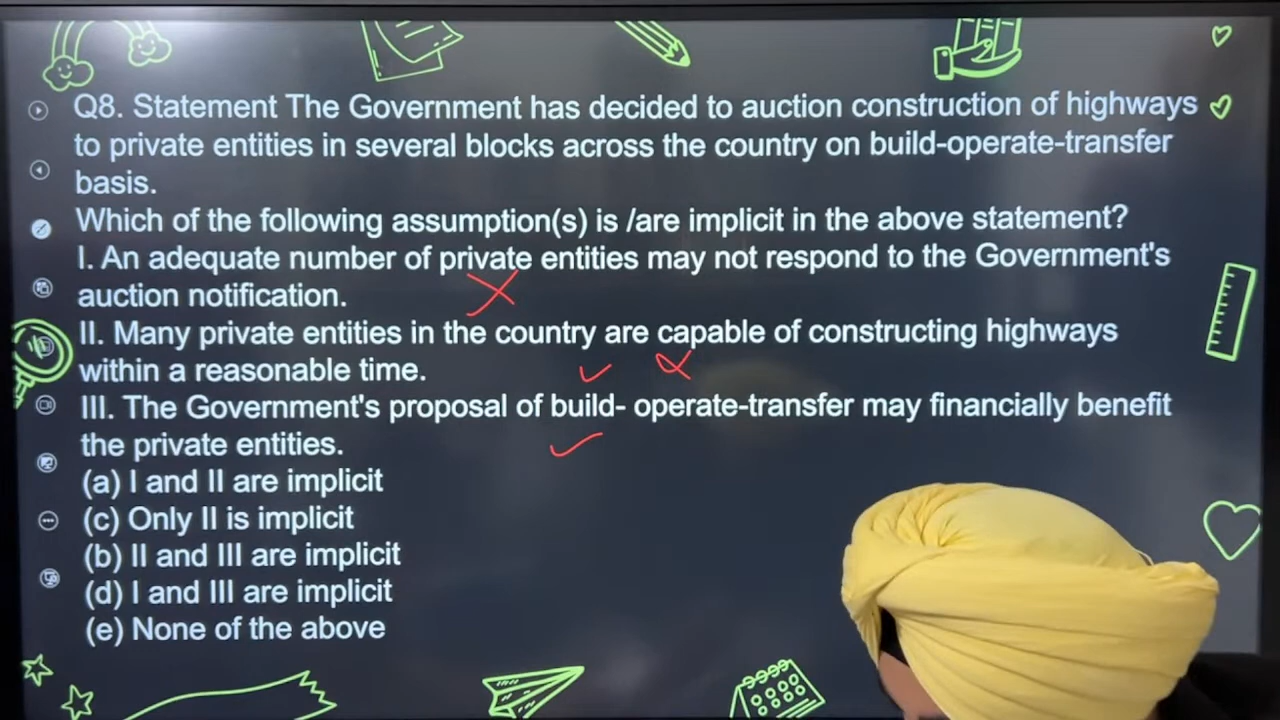 Q8. Statement The Government has decided to auction construction of highways
to private entities in several blocks across the country on build-operate-transfer
basis.
Which of the following assumption(s) is /are implicit in the above statement?
I. An adequate number of private entities may not respond to the Government's
auction notification.
II. Many private entities in the country are capable of constructing highways
within a reasonable time.
III. The Government's proposal of build- operate-transfer may financially benefit
the private entities.
(a) I and II are implicit
(c) Only II is implicit
(b) II and III are implicit
(d) I and III are implicit
(e) None of the above